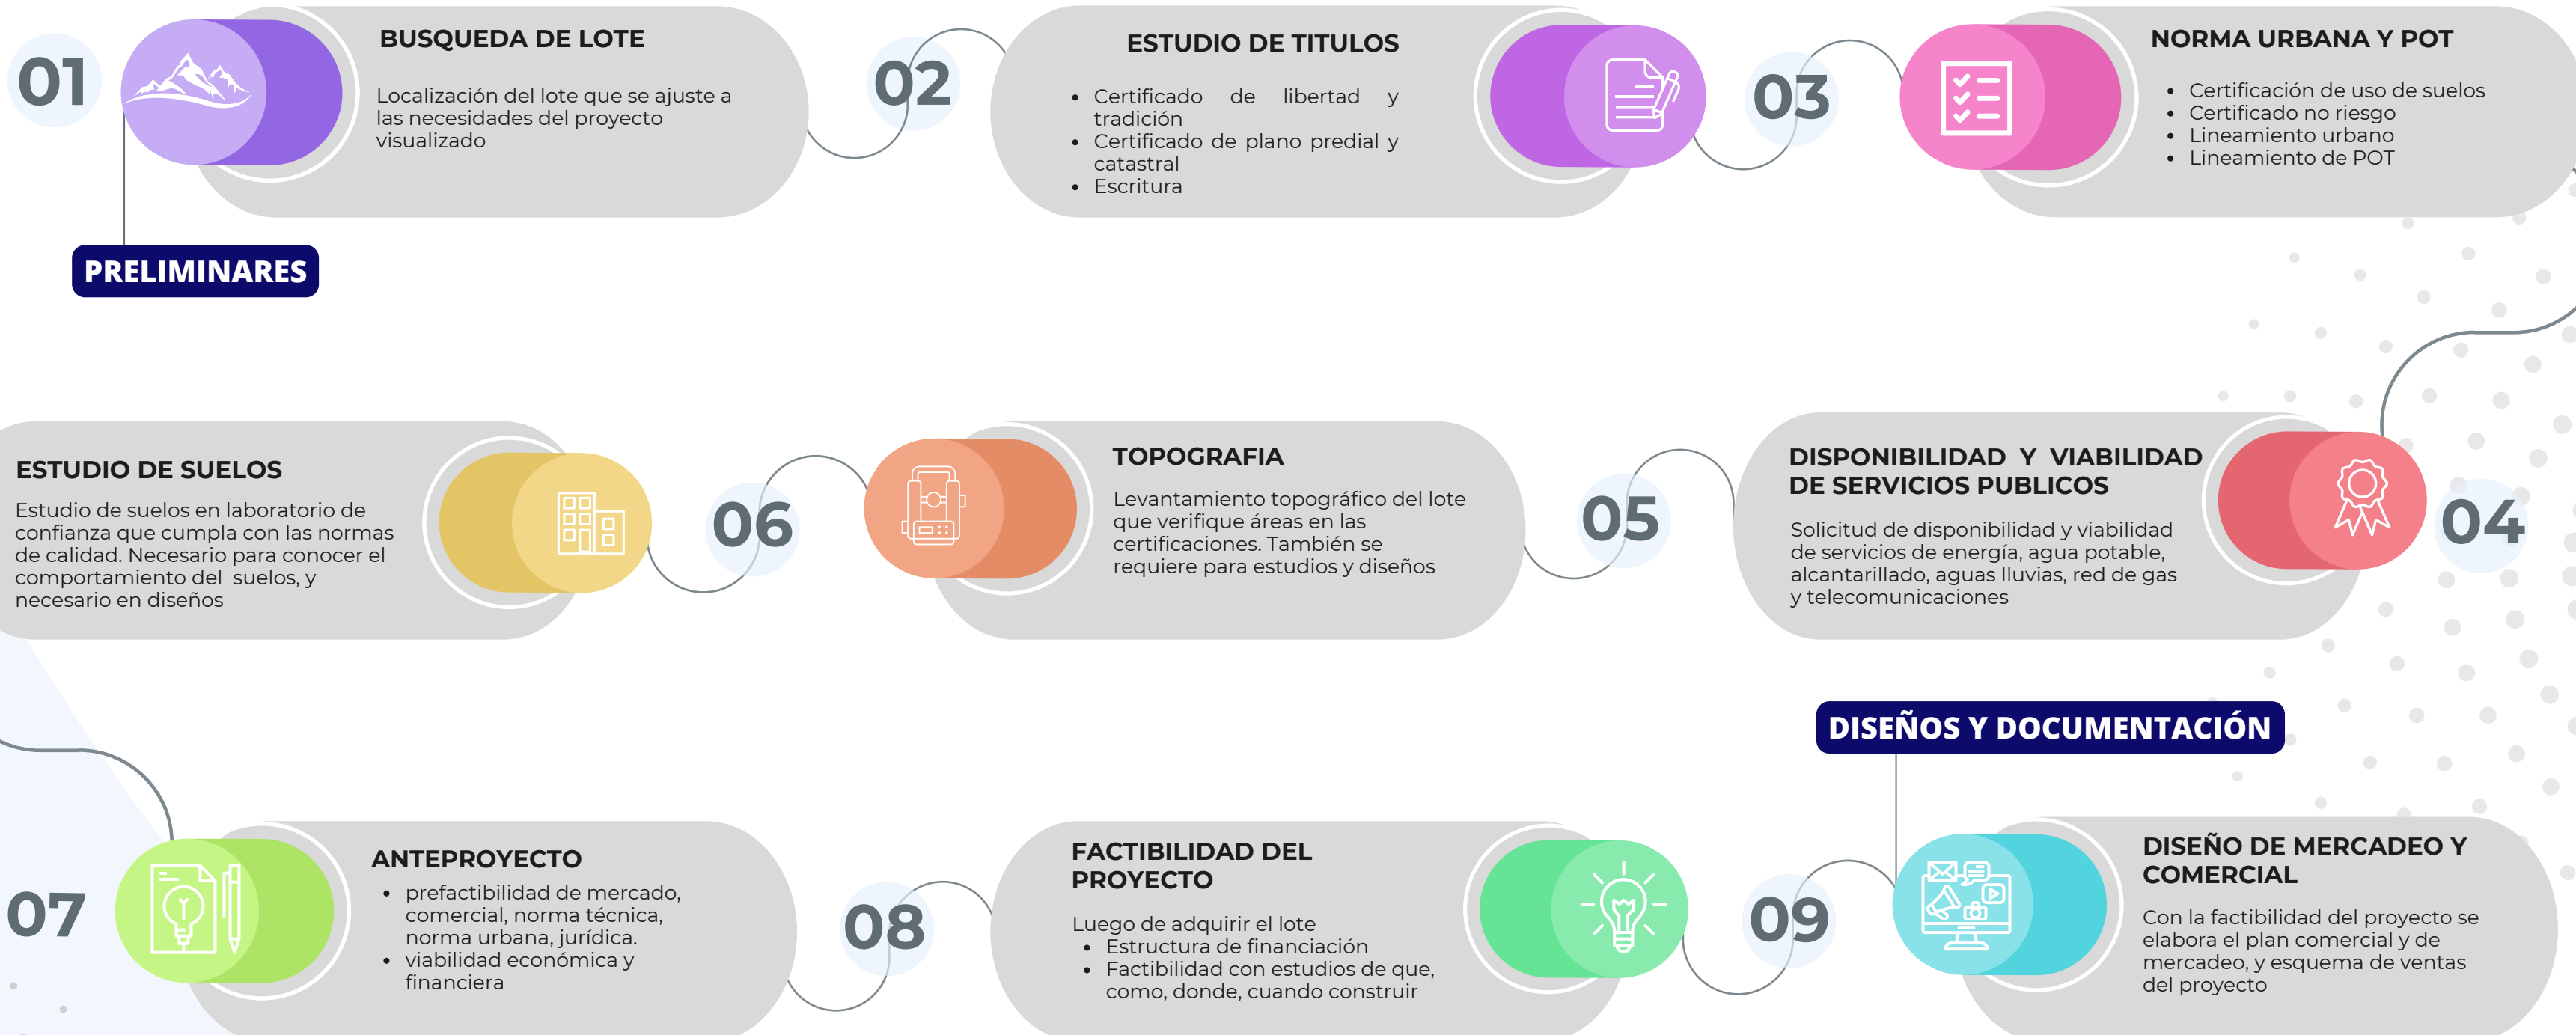 01
BUSQUEDA DE LOTE
Localización del lote que se ajuste a
las necesidades del proyecto
visualizado
PRELIMINARES
02
ESTUDIO DE TITULOS
• Certificado de libertad y
tradición
• Certificado de plano predial y
catastral
• Escritura
03
NORMA URBANA Y POT
• Certificación de uso de suelos
• Certificado no riesgo
• Lineamiento urbano
• Lineamiento de POT
04
DISPONIBILIDAD Y VIABILIDAD
DE SERVICIOS PUBLICOS
Solicitud de disponibilidad y viabilidad
de servicios de energía, agua potable,
alcantarillado, aguas lluvias, red de gas
y telecomunicaciones
05
TOPOGRAFIA
Levantamiento topográfico del lote
que verifique áreas en las
certificaciones. También se
requiere para estudios y diseños
06
ESTUDIO DE SUELOS
Estudio de suelos en laboratorio de
confianza que cumpla con las normas
de calidad. Necesario para conocer el
comportamiento del suelos, y
necesario en diseños
07
ANTEPROYECTO
• prefactibilidad de mercado,
comercial, norma técnica,
norma urbana, jurídica.
• viabilidad económica y
financiera
08
FACTIBILIDAD DEL
PROYECTO
Luego de adquirir el lote
• Estructura de financiación
• Factibilidad con estudios de que,
como, donde, cuando construir
DISEÑOS Y DOCUMENTACIÓN
09
DISEÑO DE MERCADEO Y
COMERCIAL
Con la factibilidad del proyecto se
elabora el plan comercial y de
mercadeo, y esquema de ventas
del proyecto